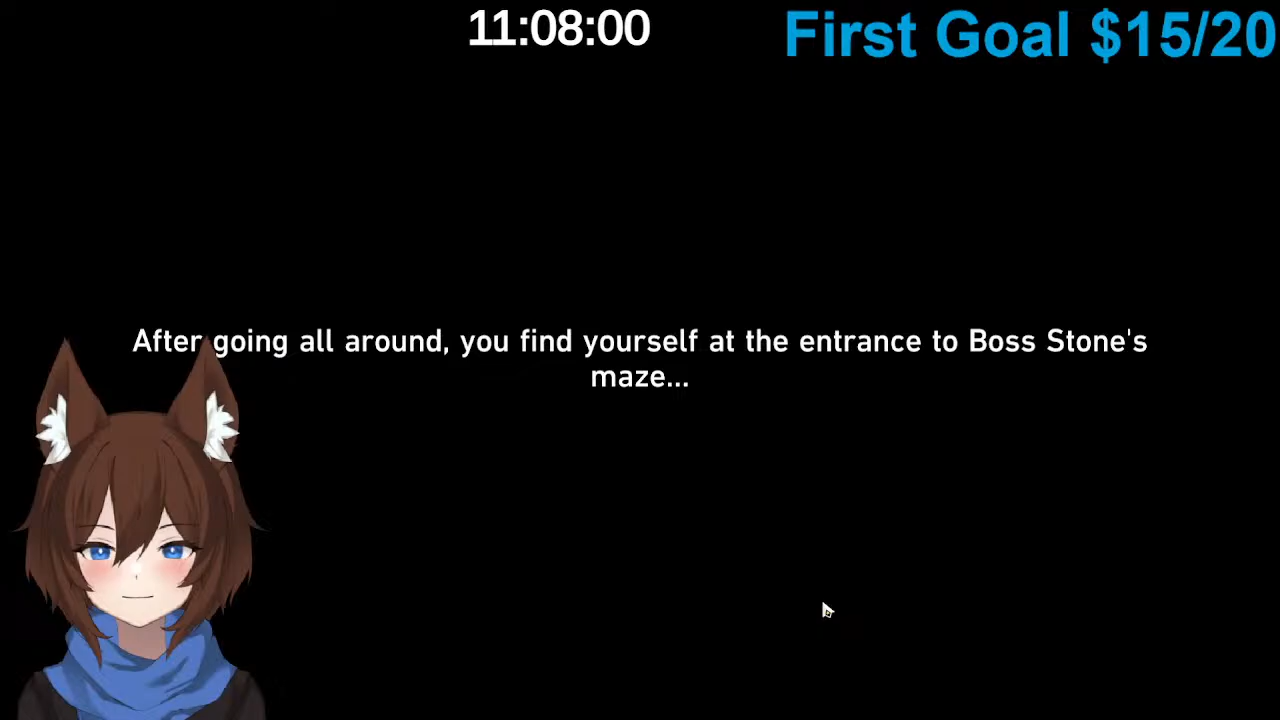 11:08:00
First Goal $15/20
After going all around, you find yourself at the entrance to Boss Stone's
maze...